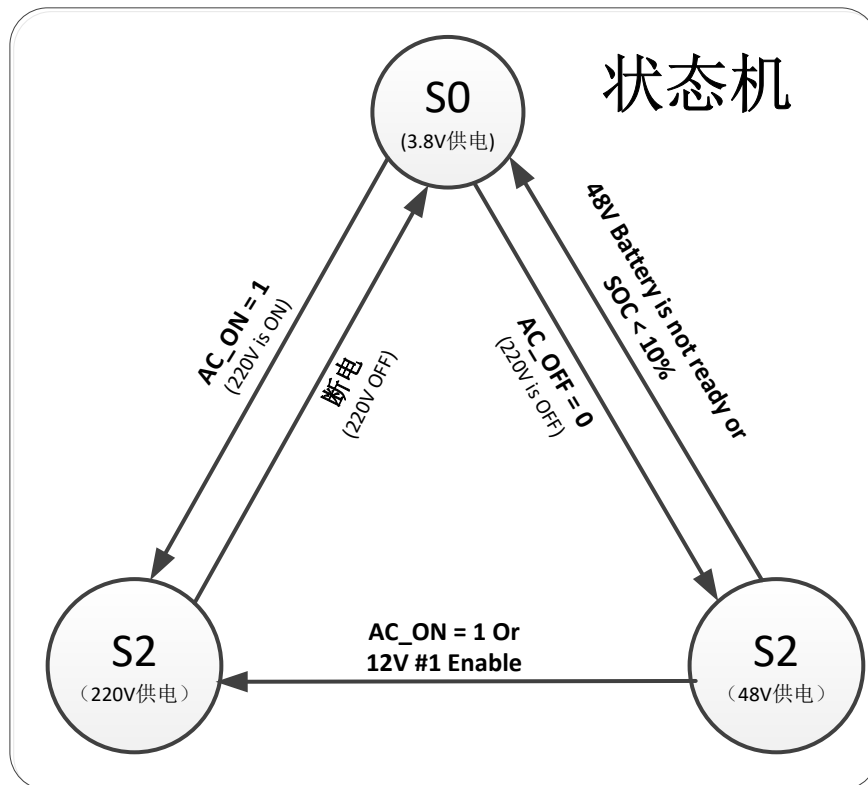 状态机
S0
(3.8V供电)
AC_ON = 1
(220V is ON)
断电
(220V OFF)
AC_OFF = 0
(220V is OFF)
48V Battery is not ready or
SOC < 10%
S2
（220V供电）
AC_ON = 1 Or
12V #1 Enable
S2
（48V供电）